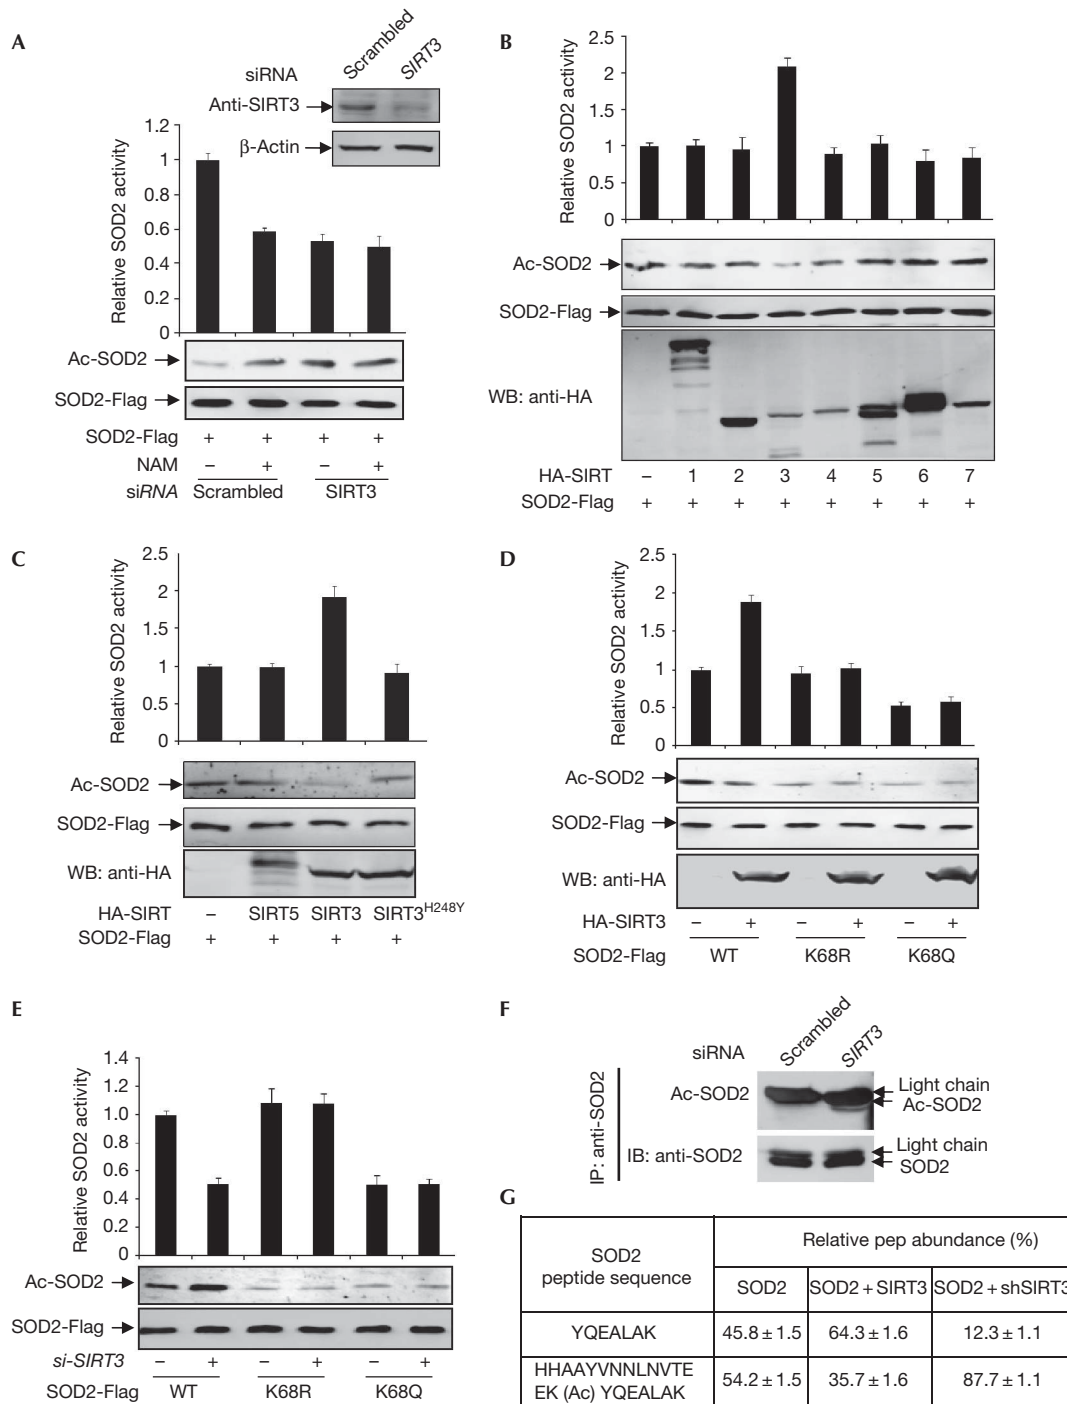 A
siRNA
Scrambled
SIRT3
Anti-SIRT3
β-Actin
Relative SOD2 activity
1.2
1
0.8
0.6
0.4
0.2
0
Ac-SOD2
SOD2-Flag
SOD2-Flag + + + +
NAM – + – +
siRNA Scrambled SIRT3
B
Relative SOD2 activity
2.5
2
1.5
1
0.5
0
Ac-SOD2
SOD2-Flag
WB: anti-HA
HA-SIRT – 1 2 3 4 5 6 7
SOD2-Flag + + + + + + + +
C
Relative SOD2 activity
2.5
2
1.5
1
0.5
0
Ac-SOD2
SOD2-Flag
WB: anti-HA
HA-SIRT – SIRT5 SIRT3 SIRT3H248Y
SOD2-Flag + + + +
D
Relative SOD2 activity
2.5
2
1.5
1
0.5
0
Ac-SOD2
SOD2-Flag
WB: anti-HA
HA-SIRT3 – + – + – +
SOD2-Flag WT K68R K68Q
E
Relative SOD2 activity
1.4
1.2
1.0
0.8
0.6
0.4
0.2
0
Ac-SOD2
SOD2-Flag
si-SIRT3 – + – + – +
SOD2-Flag WT K68R K68Q
F
siRNA
Scrambled
SIRT3
IP: anti-SOD2
Ac-SOD2
Light chain
Ac-SOD2
IB: anti-SOD2
Light chain
SOD2
G
SOD2
peptide sequence
Relative pep abundance (%)
SOD2 SOD2 + SIRT3 SOD2 + shSIRT3
YQEALAK 45.8 ± 1.5 64.3 ± 1.6 12.3 ± 1.1
HHAAYVNNLNVTE
EK (Ac) YQEALAK 54.2 ± 1.5 35.7 ± 1.6 87.7 ± 1.1